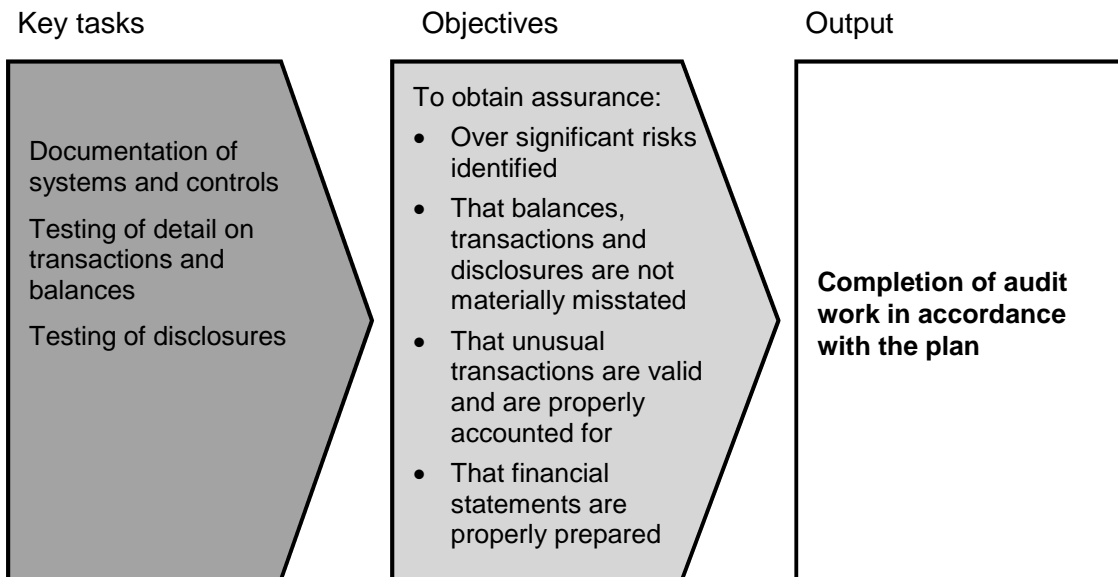 Key tasks
Objectives
Output
Documentation of
systems and controls
Testing of detail on
transactions and
balances
Testing of disclosures
To obtain assurance:
• Over significant risks
identified
• That balances,
transactions and
disclosures are not
materially misstated
• That unusual
transactions are valid
and are properly
accounted for
• That financial
statements are
properly prepared
Completion of audit
work in accordance
with the plan